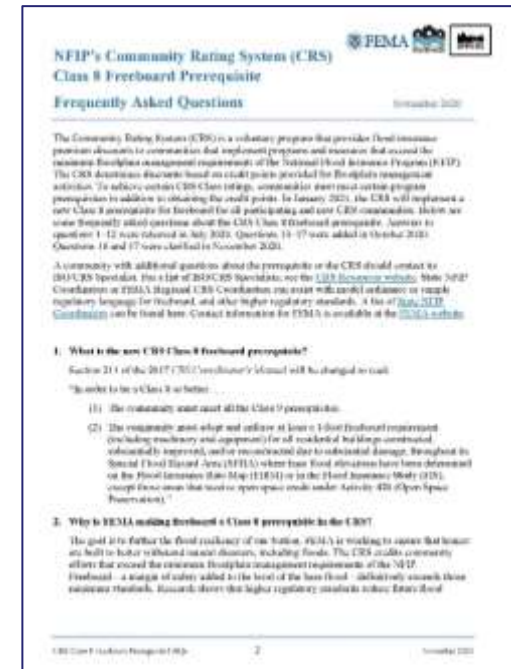 FEMA
NFIP's Community Rating System (CRS)
Class 8 Freeboard Prerequisite
Frequently Asked Questions
November 2020
The Community Rating System (CRS) is a voluntary program that provides flood insurance
premium discounts to communities that implement programs and measures that exceed the
minimum floodplain management requirements of the National Flood Insurance Program (NFIP).
The CRS determines discounts based on credit points provided for floodplain management
activities. To achieve certain CRS Class ratings, communities must meet certain program
prerequisites in addition to obtaining the credit points. In January 2021, the CRS will implement a
new Class 8 prerequisite for freeboard for all participating and new CRS communities. Below are
some frequently asked questions about the CRS Class 8 freeboard prerequisite. Answers to
questions 1–12 were released in July 2020. Questions 13–17 were added in October 2020.
Questions 16 and 17 were clarified in November 2020.
A community with additional questions about the prerequisite or the CRS should contact its
ISO/CRS Specialist. For a list of ISO/CRS Specialists, see the CRS Resources website. State NFIP
Coordinators or FEMA Regional CRS Coordinators can assist with model ordinance or sample
regulatory language for freeboard, and other higher regulatory standards. A list of State NFIP
Coordinators can be found here. Contact information for FEMA is available at the FEMA website.
1. What is the new CRS Class 8 freeboard prerequisite?
Section 211 of the 2017 CRS Coordinator's Manual will be changed to read:
"In order to be a Class 8 or better:
(1) The community must meet all the Class 9 prerequisites.
(2) The community must adopt and enforce at least a 1-foot freeboard requirement
(including machinery and equipment) for all residential buildings constructed,
substantially improved, and/or reconstructed due to substantial damage, throughout its
Special Flood Hazard Area (SFHA) where base flood elevations have been determined
on the Flood Insurance Rate Map (FIRM) or in the Flood Insurance Study (FIS),
except those areas that receive open space credit under Activity 420 (Open Space
Preservation)."
2. Why is FEMA making freeboard a Class 8 prerequisite in the CRS?
The goal is to further the flood resiliency of our Nation. FEMA is working to ensure that homes
are built to better withstand natural disasters, including floods. The CRS credits community
efforts that exceed the minimum floodplain management requirements of the NFIP.
Freeboard – a margin of safety added to the level of the base flood – definitively exceeds those
minimum standards. Research shows that higher regulatory standards reduce future flood
CRS Class 8 Freeboard Prerequisite FAQs
2
November 2020